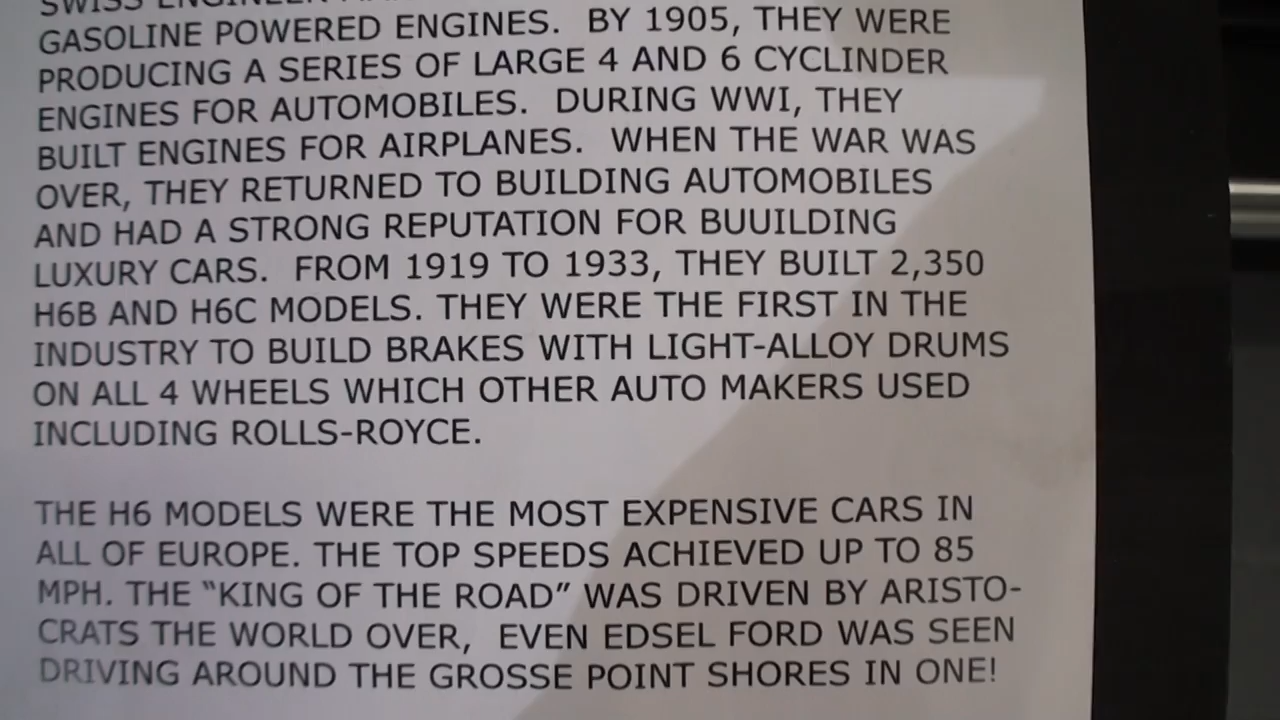 SWISS ENGINEER
GASOLINE POWERED ENGINES. BY 1905, THEY WERE
PRODUCING A SERIES OF LARGE 4 AND 6 CYCLINDER
ENGINES FOR AUTOMOBILES. DURING WWI, THEY
BUILT ENGINES FOR AIRPLANES. WHEN THE WAR WAS
OVER, THEY RETURNED TO BUILDING AUTOMOBILES
AND HAD A STRONG REPUTATION FOR BUUILDING
LUXURY CARS. FROM 1919 TO 1933, THEY BUILT 2,350
H6B AND H6C MODELS. THEY WERE THE FIRST IN THE
INDUSTRY TO BUILD BRAKES WITH LIGHT-ALLOY DRUMS
ON ALL 4 WHEELS WHICH OTHER AUTO MAKERS USED
INCLUDING ROLLS-ROYCE.
THE H6 MODELS WERE THE MOST EXPENSIVE CARS IN
ALL OF EUROPE. THE TOP SPEEDS ACHIEVED UP TO 85
MPH. THE “KING OF THE ROAD” WAS DRIVEN BY ARISTO-
CRATS THE WORLD OVER, EVEN EDSEL FORD WAS SEEN
DRIVING AROUND THE GROSSE POINT SHORES IN ONE!